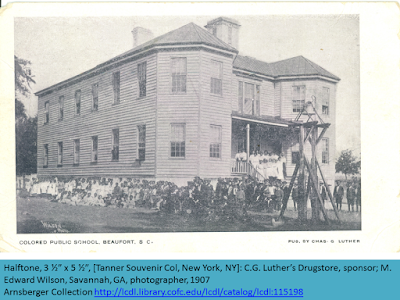 COLORED PUBLIC SCHOOL, BEAUFORT, S C-
PUB. BY CHAS. G. LUTHER
Halftone, 3 ½" x 5 ½", [Tanner Souvenir Col, New York, NY]: C.G. Luther's Drugstore, sponsor; M.
Edward Wilson, Savannah, GA, photographer, 1907
Arnsberger Collection http://lcdl.library.cofc.edu/lcdl/catalog/lcdl:115198